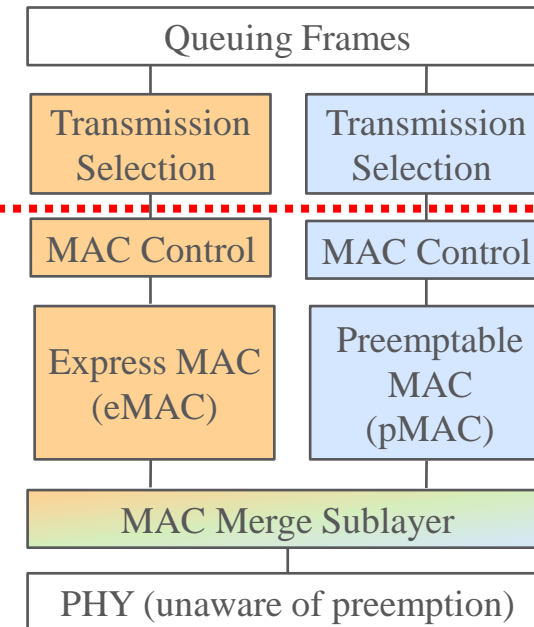 Queuing Frames
Transmission
Selection
Transmission
Selection
MAC Control
MAC Control
Express MAC
(eMAC)
Preemptable
MAC
(pMAC)
MAC Merge Sublayer
PHY (unaware of preemption)